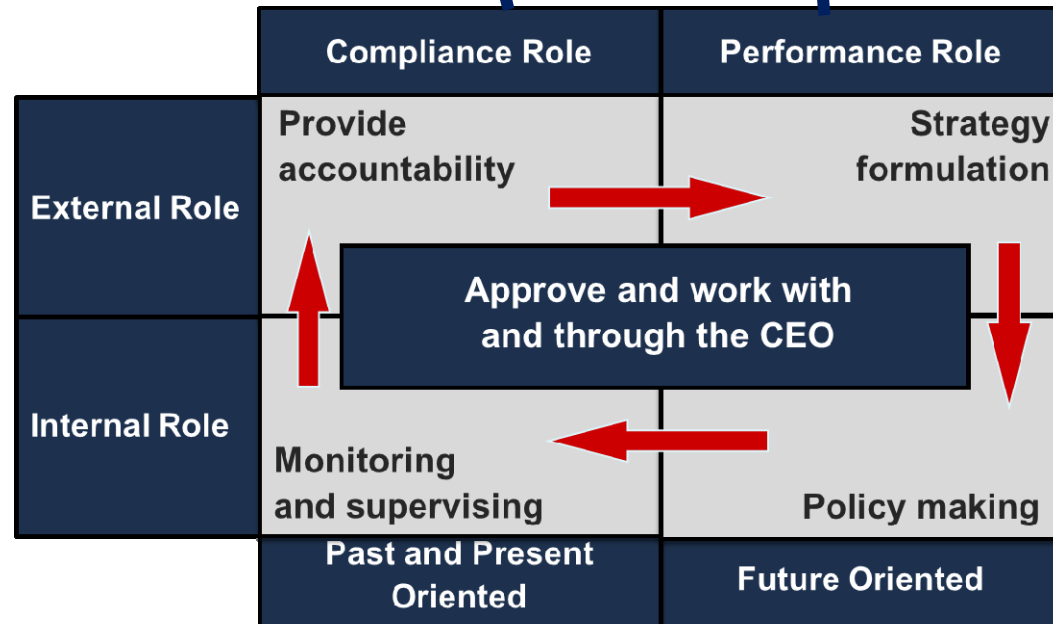 Compliance Role
Performance Role
External Role
Provide
accountability
Strategy
formulation
Approve and work with
and through the CEO
Internal Role
Monitoring
and supervising
Policy making
Past and Present
Oriented
Future Oriented